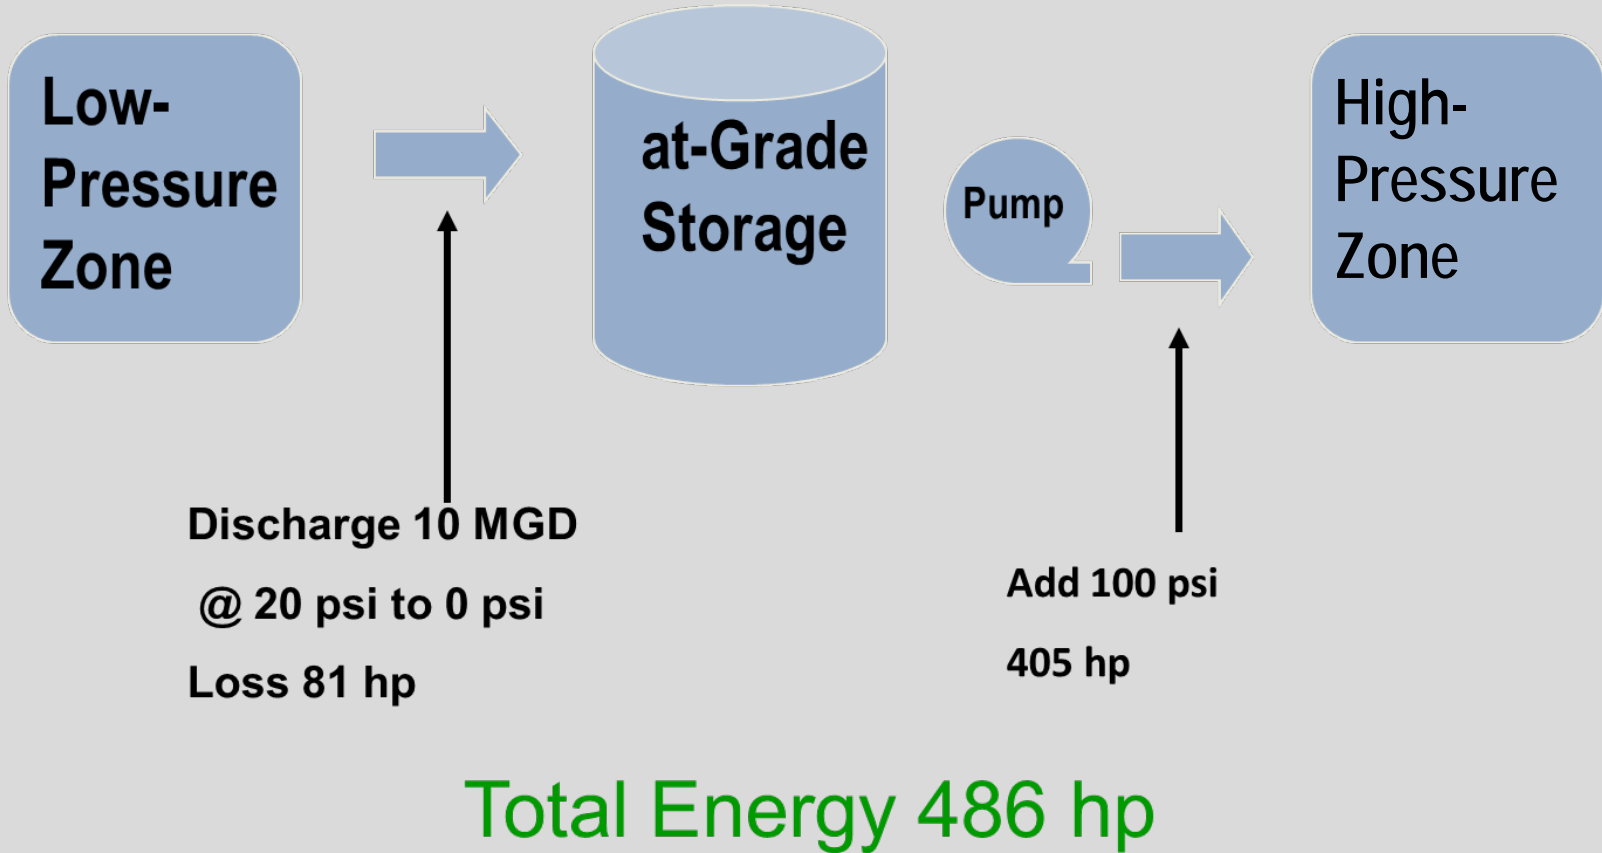 Low-
Pressure
Zone
at-Grade
Storage
Pump
High-
Pressure
Zone
Discharge 10 MGD
@ 20 psi to 0 psi
Loss 81 hp
Add 100 psi
405 hp
Total Energy 486 hp